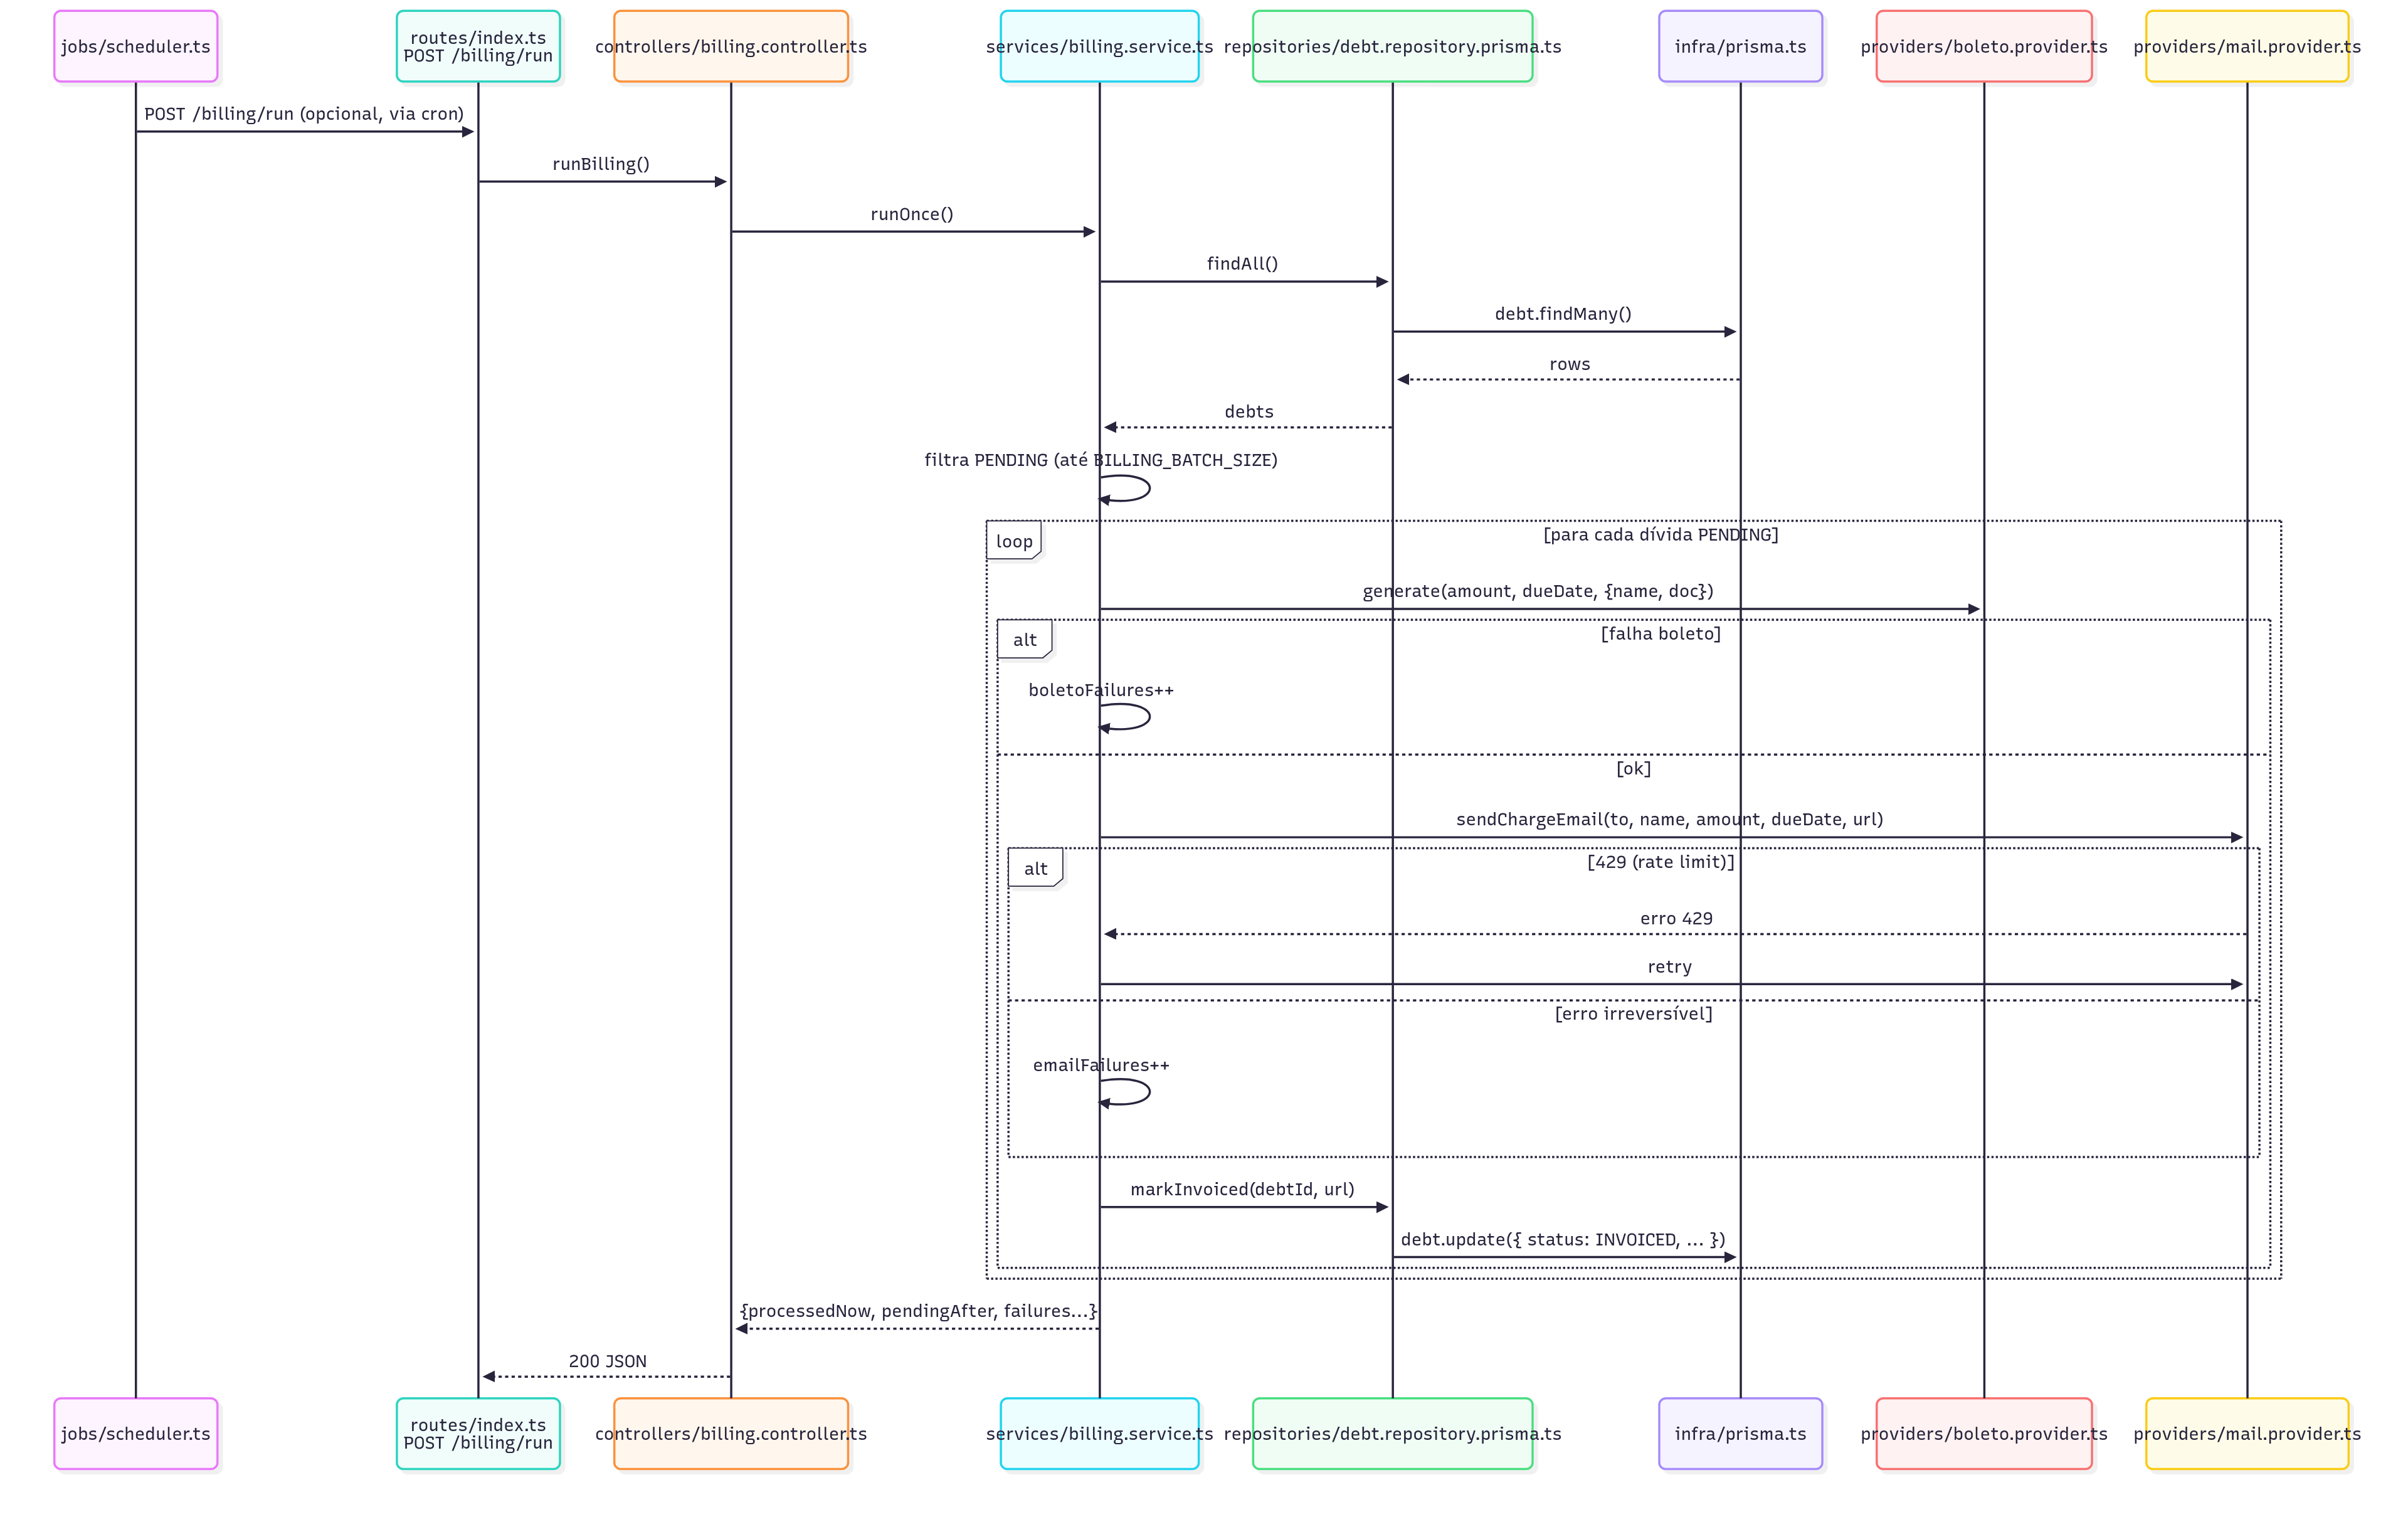 jobs/scheduler.ts
routes/index.ts
POST /billing/run
controllers/billing.controller.ts
services/billing.service.ts
repositories/debt.repository.prisma.ts
infra/prisma.ts
providers/boleto.provider.ts
providers/mail.provider.ts
POST /billing/run (opcional, via cron)
runBilling()
runOnce()
findAll()
debt.findMany()
rows
debts
filtra PENDING (até BILLING_BATCH_SIZE)
loop
[para cada dívida PENDING]
generate(amount, dueDate, {name, doc})
alt
[falha boleto]
boletoFailures++
[ok]
sendChargeEmail(to, name, amount, dueDate, url)
alt
[429 (rate limit)]
erro 429
retry
[erro irreversível]
emailFailures++
markInvoiced(debtId, url)
debt.update({ status: INVOICED, ... })
{processedNow, pendingAfter, failures...}
200 JSON
jobs/scheduler.ts
routes/index.ts
POST /billing/run
controllers/billing.controller.ts
services/billing.service.ts
repositories/debt.repository.prisma.ts
infra/prisma.ts
providers/boleto.provider.ts
providers/mail.provider.ts